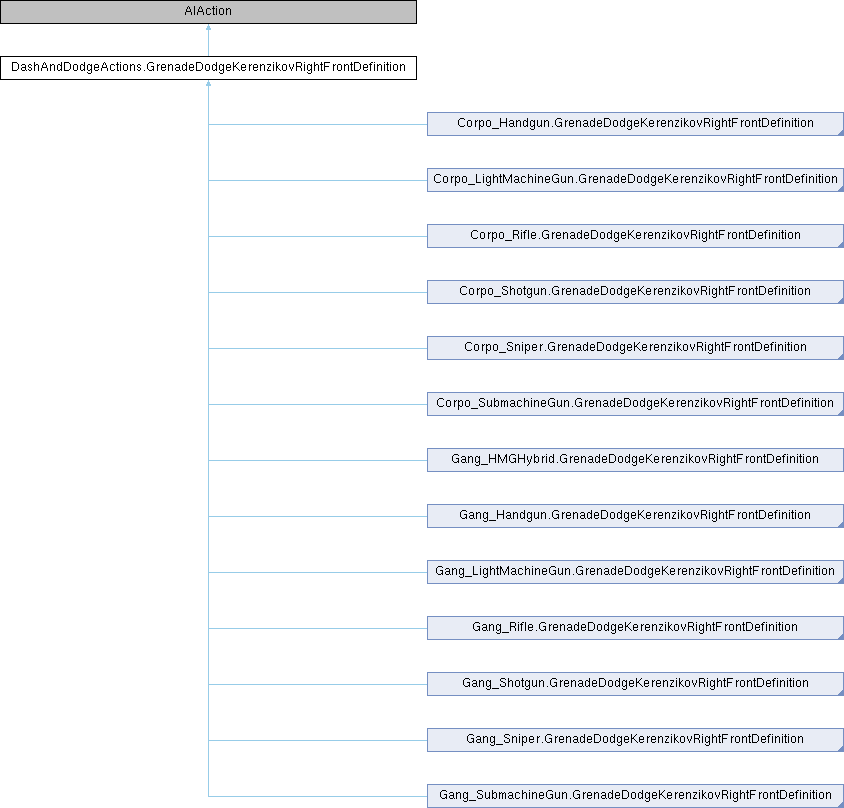 AIAction
DashAndDodgeActions.GrenadeDodgeKerenzikovRightFrontDefinition
Corpo_Handgun.GrenadeDodgeKerenzikovRightFrontDefinition
Corpo_LightMachineGun.GrenadeDodgeKerenzikovRightFrontDefinition
Corpo_Rifle.GrenadeDodgeKerenzikovRightFrontDefinition
Corpo_Shotgun.GrenadeDodgeKerenzikovRightFrontDefinition
Corpo_Sniper.GrenadeDodgeKerenzikovRightFrontDefinition
Corpo_SubmachineGun.GrenadeDodgeKerenzikovRightFrontDefinition
Gang_HMGHybrid.GrenadeDodgeKerenzikovRightFrontDefinition
Gang_Handgun.GrenadeDodgeKerenzikovRightFrontDefinition
Gang_LightMachineGun.GrenadeDodgeKerenzikovRightFrontDefinition
Gang_Rifle.GrenadeDodgeKerenzikovRightFrontDefinition
Gang_Shotgun.GrenadeDodgeKerenzikovRightFrontDefinition
Gang_Sniper.GrenadeDodgeKerenzikovRightFrontDefinition
Gang_SubmachineGun.GrenadeDodgeKerenzikovRightFrontDefinition